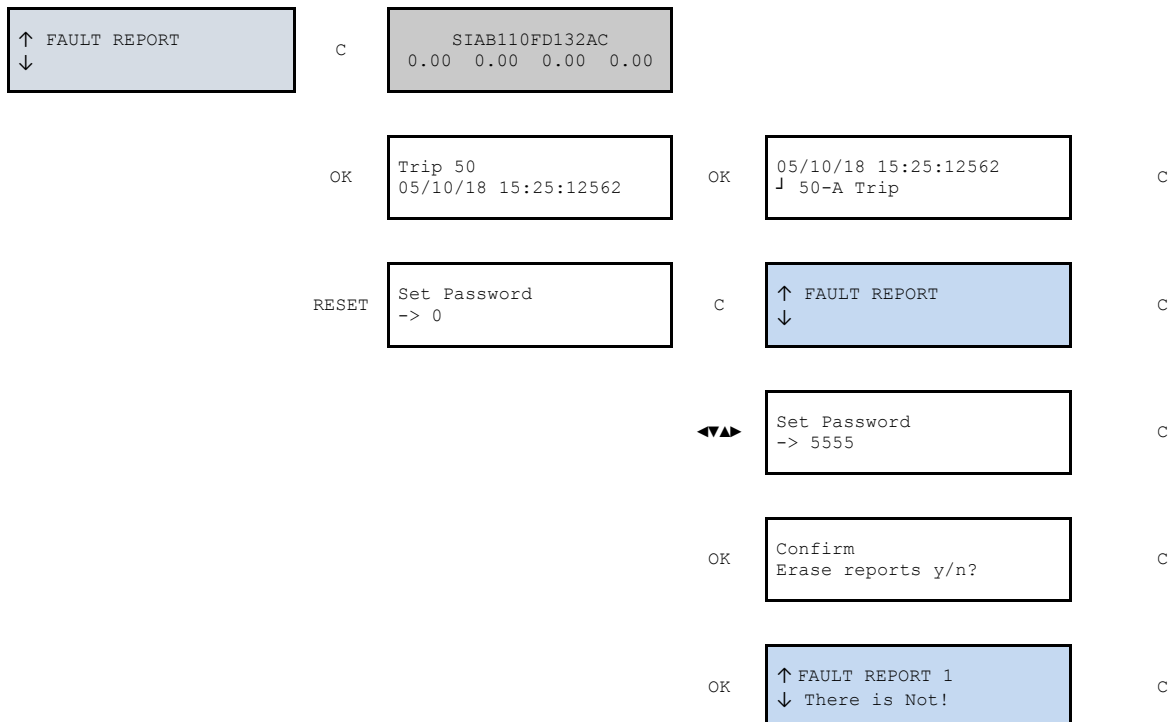 ↑ FAULT REPORT
↓
C
SIAB110FD132AC
0.00 0.00 0.00 0.00
OK
Trip 50
05/10/18 15:25:12562
OK
05/10/18 15:25:12562
┘ 50-A Trip
C
RESET
Set Password
-> 0
C
↑ FAULT REPORT
↓
C
◄▼▲►
Set Password
-> 5555
C
OK
Confirm
Erase reports y/n?
C
OK
↑ FAULT REPORT 1
↓ There is Not!
C